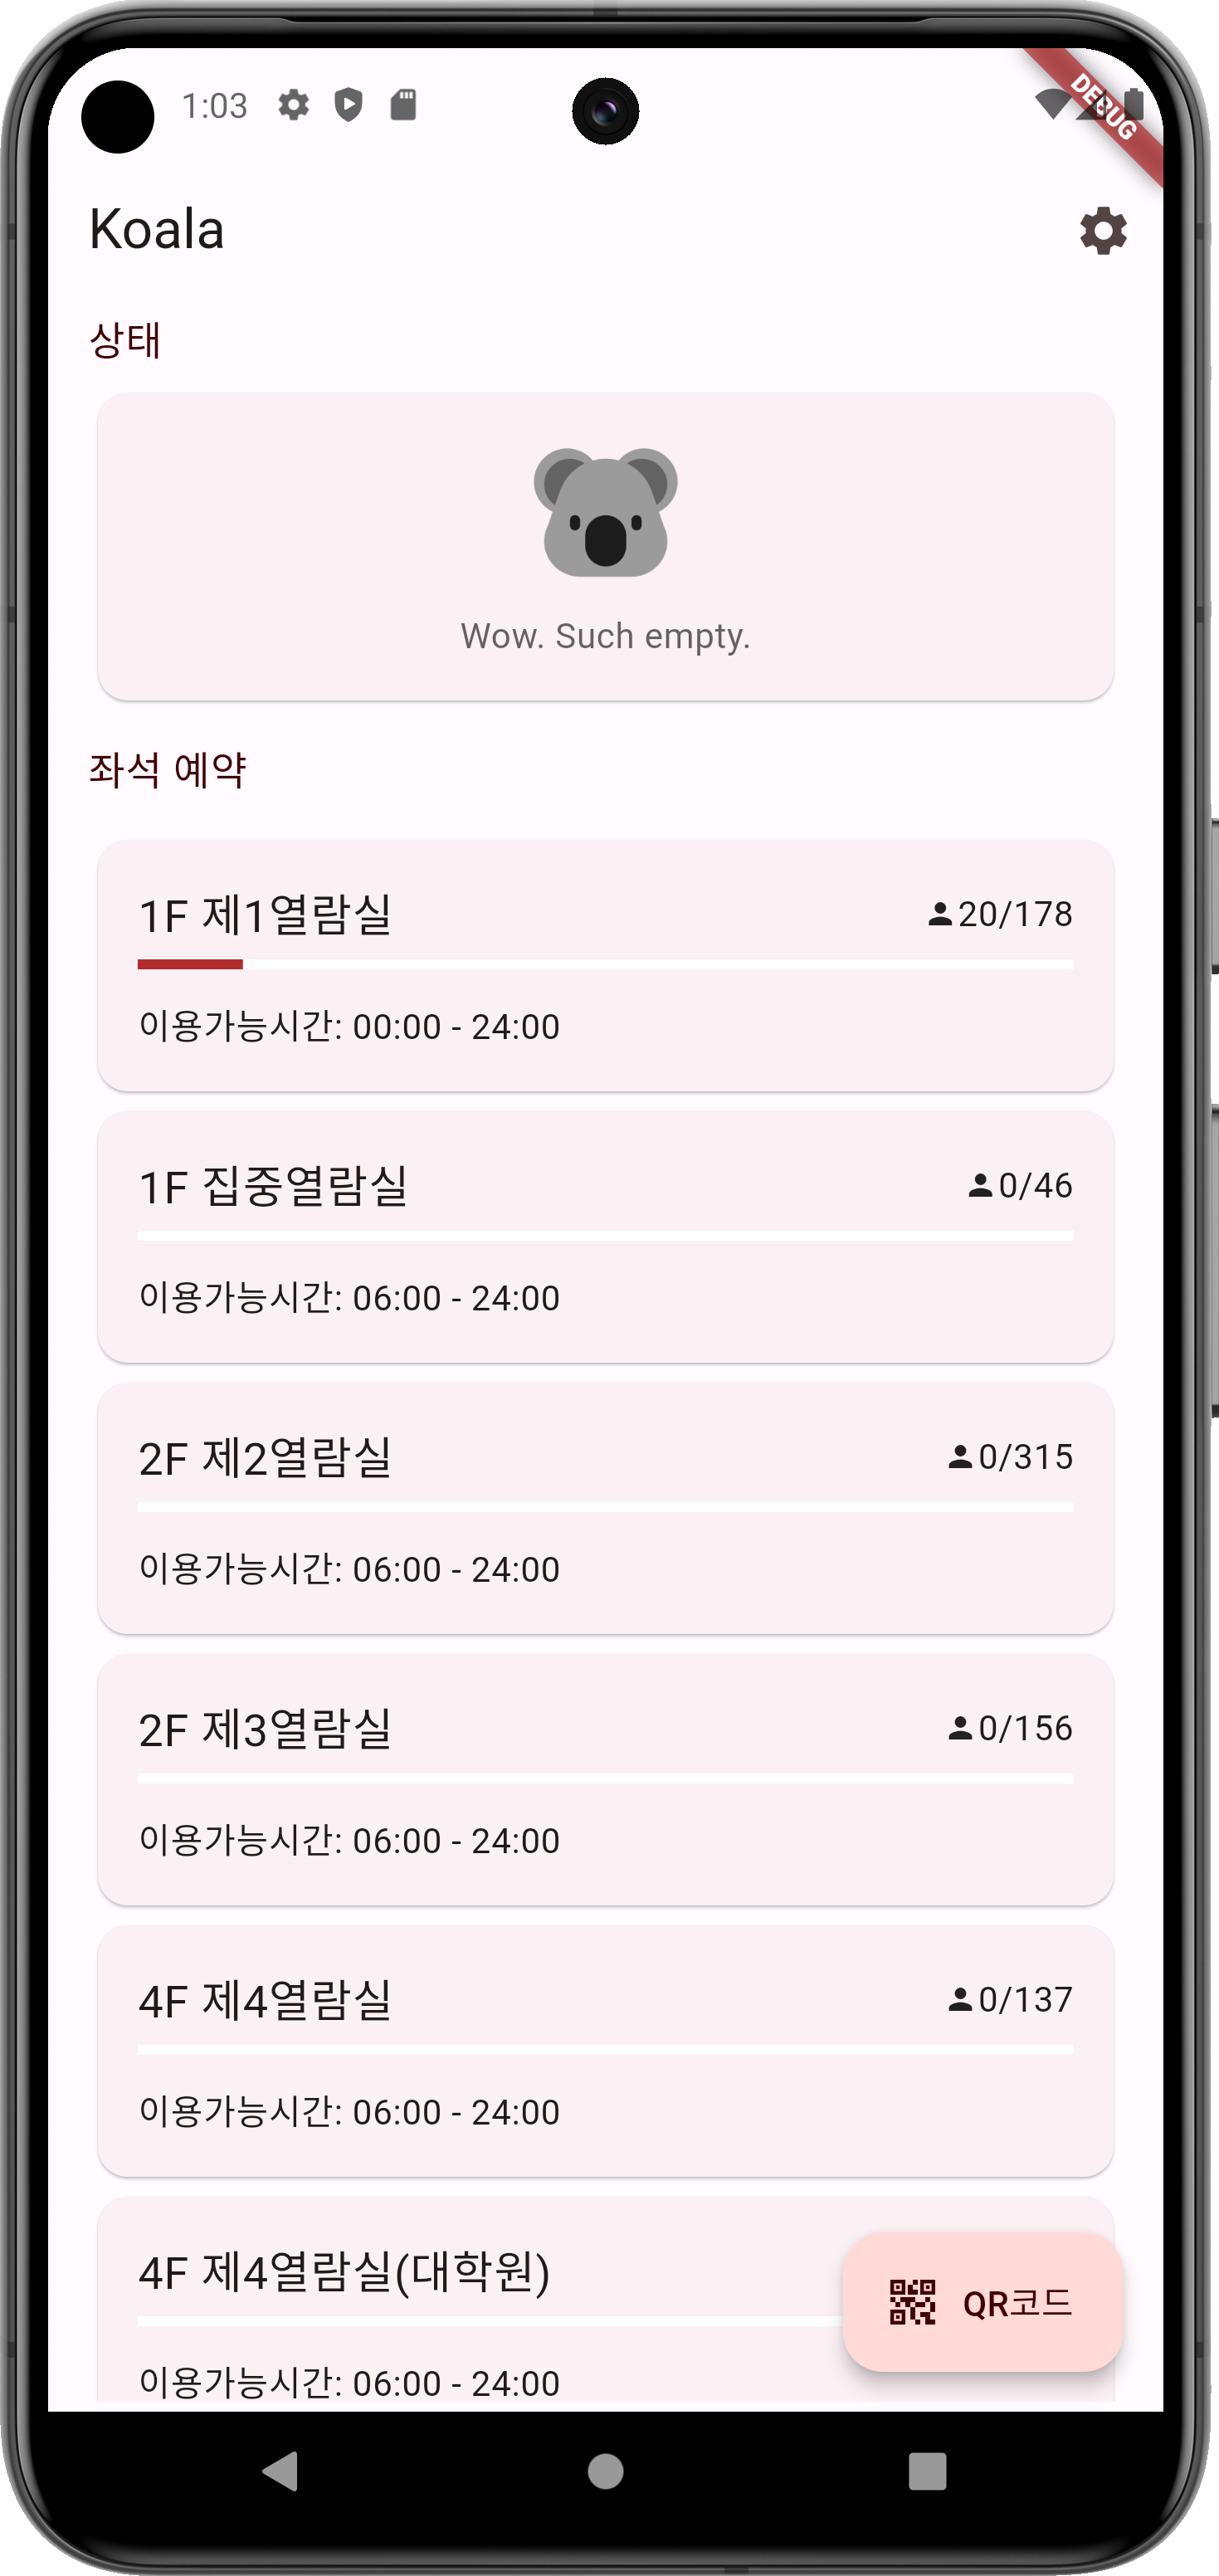 1:03
DEBUG
Koala
상태
Wow. Such empty.
좌석 예약
1F 제1열람실 20/178
이용가능시간: 00:00 - 24:00
1F 집중열람실 0/46
이용가능시간: 06:00 - 24:00
2F 제2열람실 0/315
이용가능시간: 06:00 - 24:00
2F 제3열람실 0/156
이용가능시간: 06:00 - 24:00
4F 제4열람실 0/137
이용가능시간: 06:00 - 24:00
4F 제4열람실(대학원)
QR코드
이용가능시간: 06:00 - 24:00